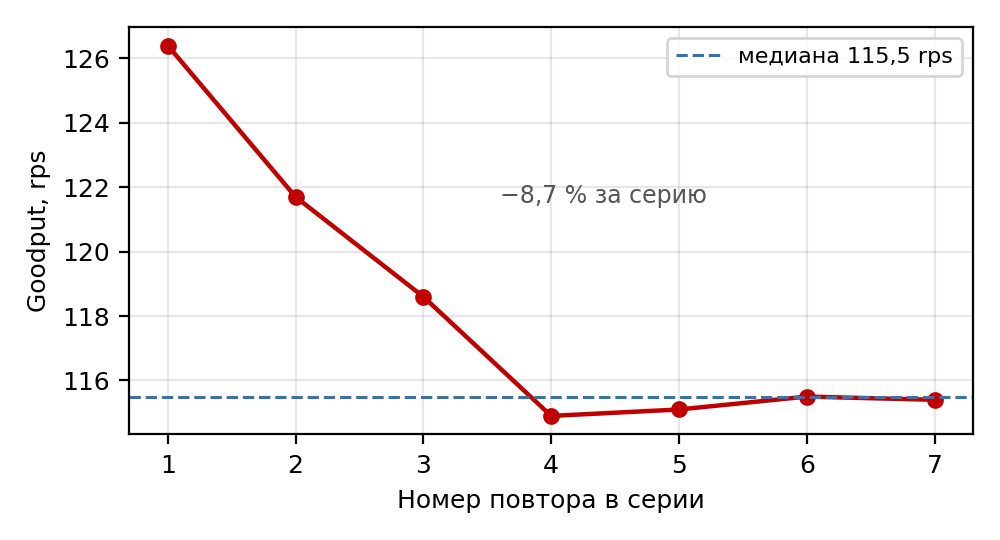 медиана 115,5 rps
126
124
122
120
118
116
Goodput, rps
−8,7 % за серию
1 2 3 4 5 6 7
Номер повтора в серии